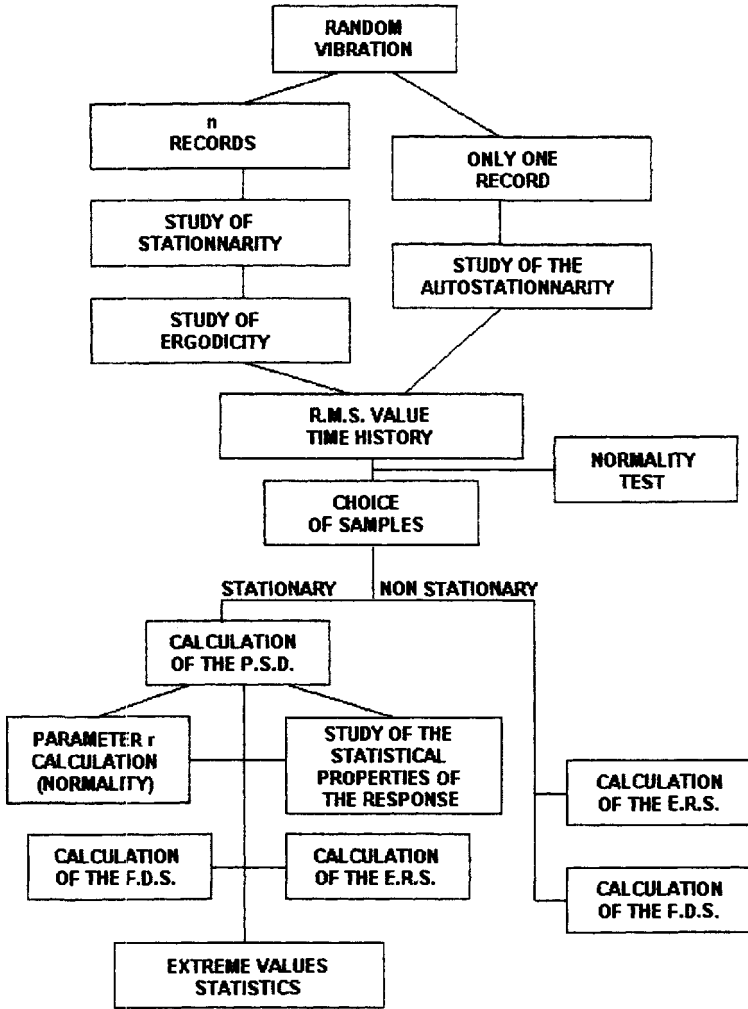 RANDOM
VIBRATION
n
RECORDS
ONLY ONE
RECORD
STUDY OF
STATIONNARITY
STUDY OF THE
AUTOSTATIONNARITY
STUDY OF
ERGODICITY
R.M.S. VALUE
TIME HISTORY
NORMALITY
TEST
CHOICE
OF SAMPLES
STATIONARY
NON STATIONARY
CALCULATION
OF THE P.S.D.
PARAMETER r
CALCULATION
(NORMALITY)
STUDY OF THE
STATISTICAL
PROPERTIES OF
THE RESPONSE
CALCULATION
OF THE E.R.S.
CALCULATION
OF THE F.D.S.
CALCULATION
OF THE E.R.S.
CALCULATION
OF THE F.D.S.
EXTREME VALUES
STATISTICS